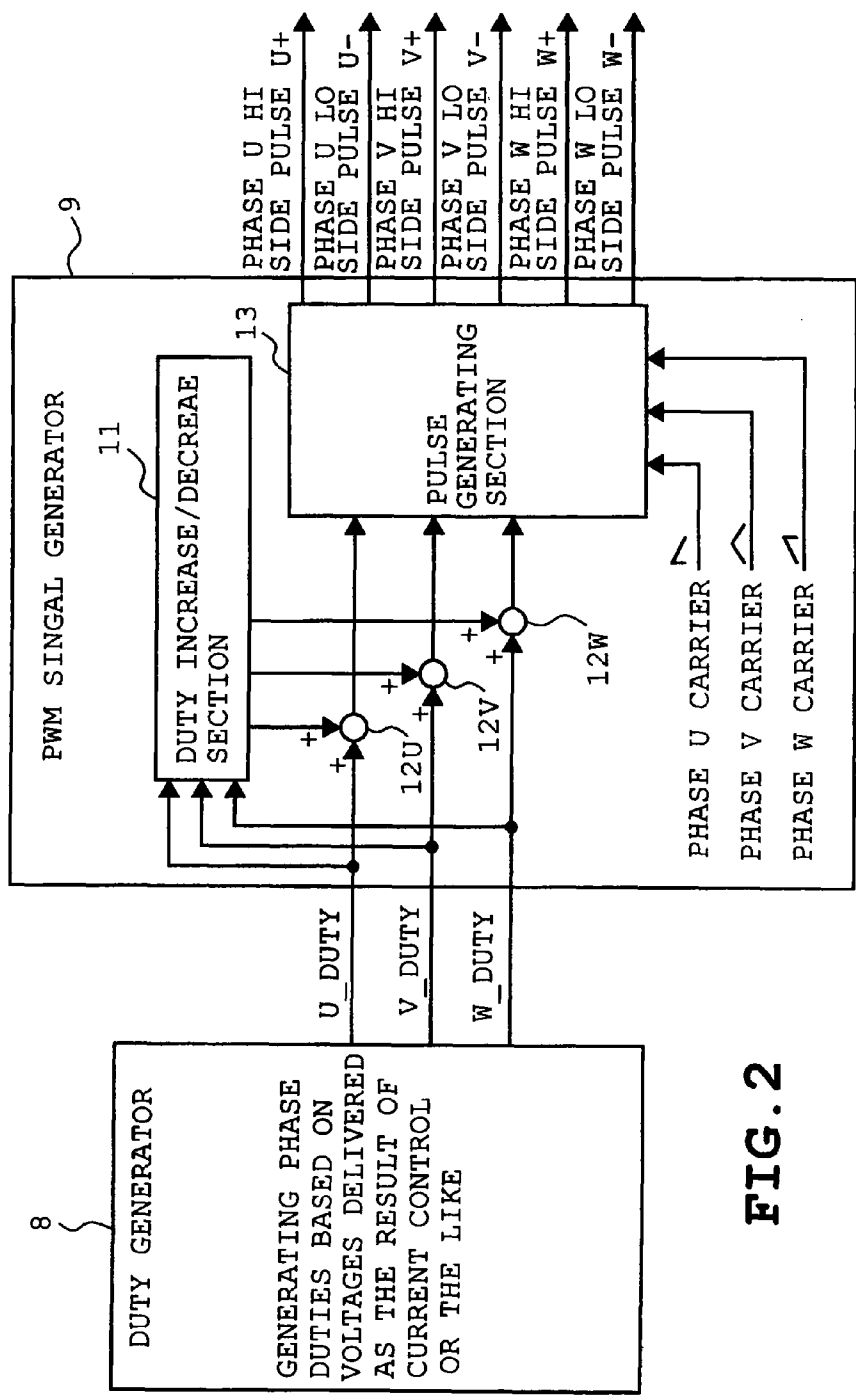 8
DUTY GENERATOR
GENERATING PHASE
DUTIES BASED ON
VOLTAGES DELIVERED
AS THE RESULT OF
CURRENT CONTROL
OR THE LIKE
U_DUTY
V_DUTY
W_DUTY
9
PWM SINGAL GENERATOR
11
DUTY INCREASE/DECREAE
SECTION
+
+
12U
+
+
12V
+
+
12W
13
PULSE
GENERATING
SECTION
PHASE U CARRIER
PHASE V CARRIER
PHASE W CARRIER
PHASE U HI
SIDE PULSE U+
PHASE U LO
SIDE PULSE U-
PHASE V HI
SIDE PULSE V+
PHASE V LO
SIDE PULSE V-
PHASE W HI
SIDE PULSE W+
PHASE W LO
SIDE PULSE W-
FIG.2